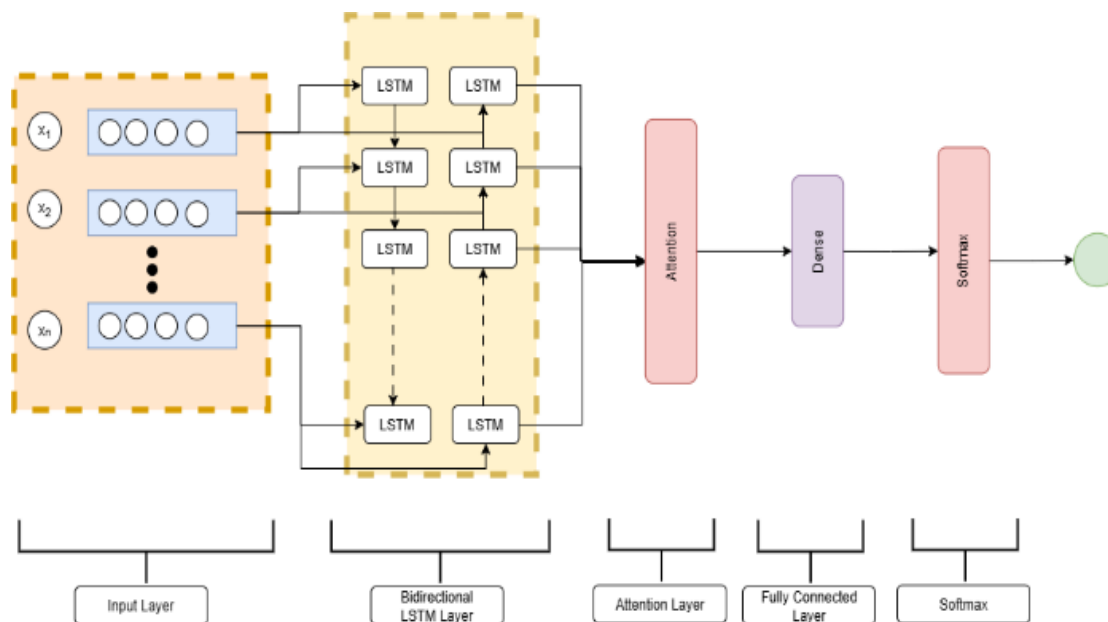 X1
X2
Xn
LSTM
LSTM
LSTM
LSTM
LSTM
LSTM
LSTM
LSTM
Attention
Dense
Softmax
Input Layer
Bidirectional
LSTM Layer
Attention Layer
Fully Connected
Layer
Softmax